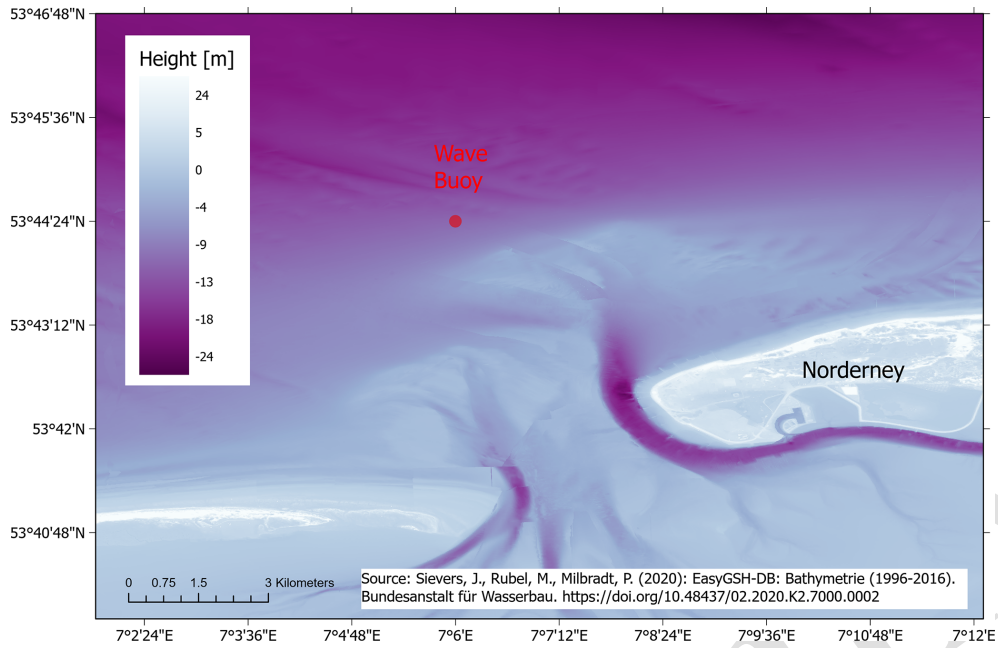 53°46'48"N
Height [m]
24
5
0
-4
-9
-13
-18
-24
53°45'36"N
Wave
Buoy
53°44'24"N
53°43'12"N
Norderney
53°42'N
53°40'48"N
0 0.75 1.5 3 Kilometers
Source: Sievers, J., Rubel, M., Milbradt, P. (2020): EasyGSH-DB: Bathymetrie (1996-2016).
Bundesanstalt für Wasserbau. https://doi.org/10.48437/02.2020.K2.7000.0002
7°2'24"E 7°3'36"E 7°4'48"E 7°6'E 7°7'12"E 7°8'24"E 7°9'36"E 7°10'48"E 7°12'E